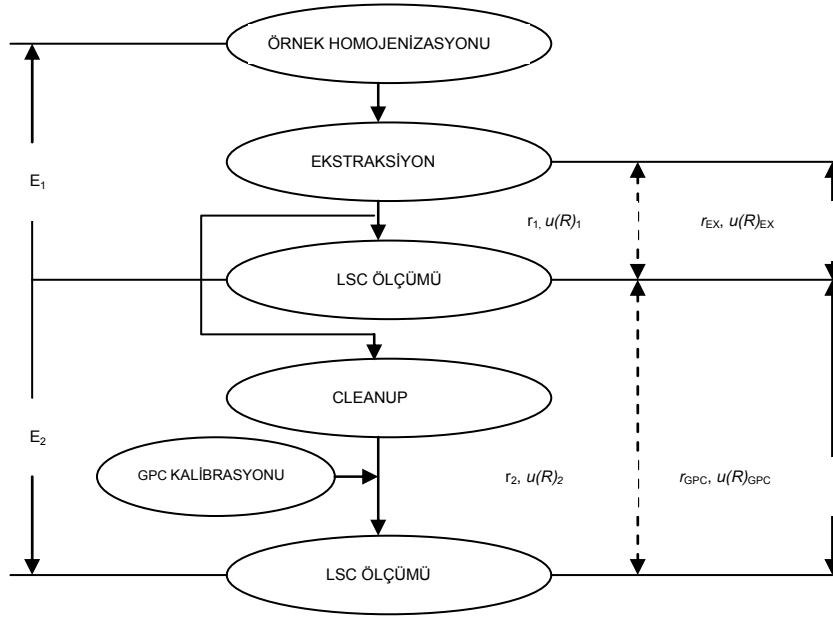 ÖRNEK HOMOJENİZASYONU
EKSTRAKSİYON
E1
r1, u(R)1
rEX, u(R)EX
LSC ÖLÇÜMÜ
CLEANUP
E2
GPC KALİBRASYONU
r2, u(R)2
rGPC, u(R)GPC
LSC ÖLÇÜMÜ